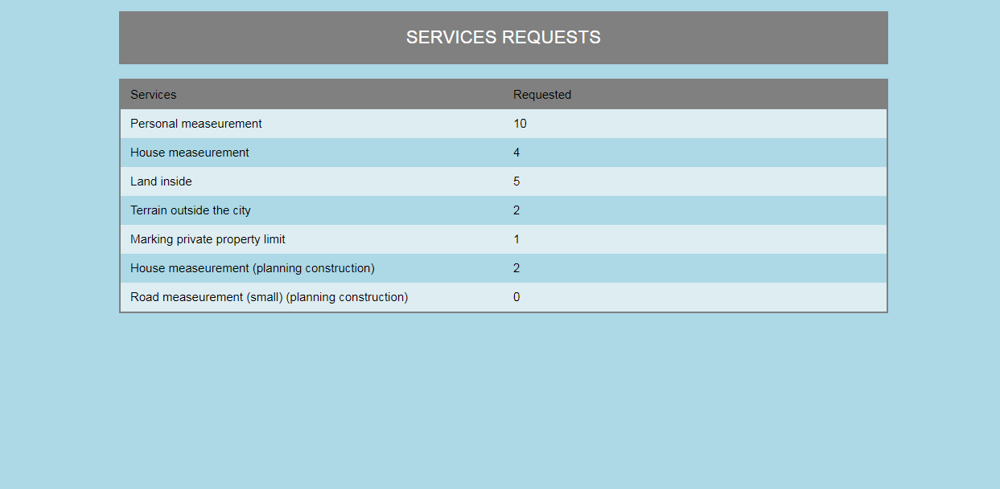 SERVICES REQUESTS
Services Requested
Personal measeurement 10
House measeurement 4
Land inside 5
Terrain outside the city 2
Marking private property limit 1
House measeurement (planning construction) 2
Road measeurement (small) (planning construction) 0